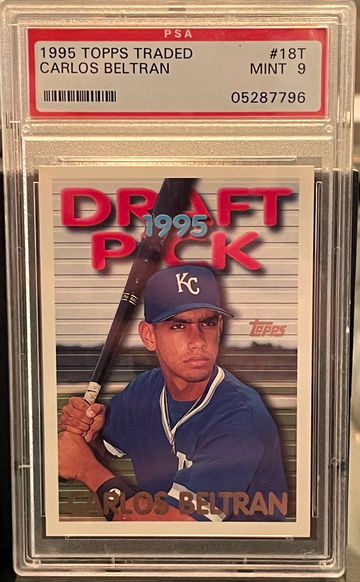 PSA
1995 TOPPS TRADED #18T
CARLOS BELTRAN MINT 9
05287796
DRAFT
1995
PICK
KC
Topps
CARLOS BELTRAN